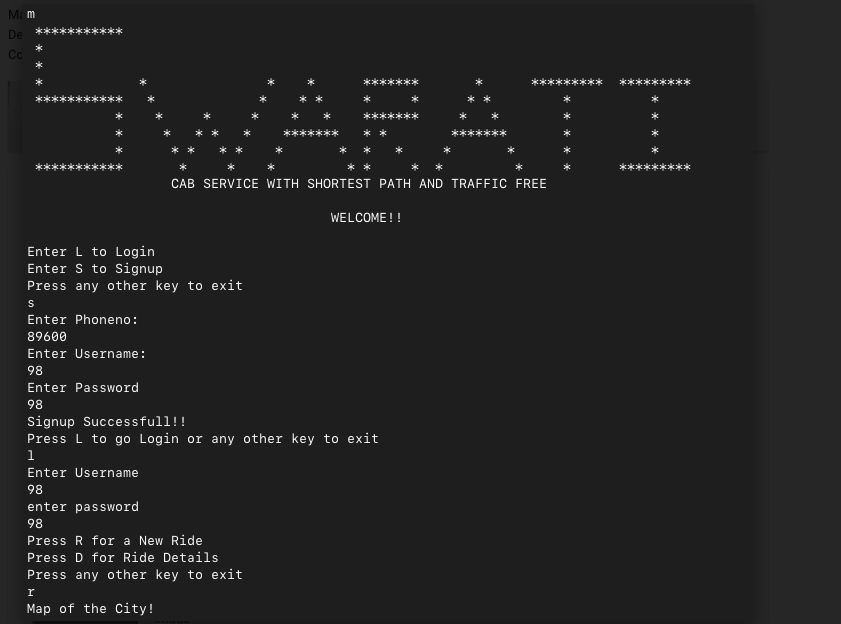 m
SWARATI
CAB SERVICE WITH SHORTEST PATH AND TRAFFIC FREE
WELCOME!!
Enter L to Login
Enter S to Signup
Press any other key to exit
s
Enter Phoneno:
89600
Enter Username:
98
Enter Password
98
Signup Successfull!!
Press L to go Login or any other key to exit
l
Enter Username
98
enter password
98
Press R for a New Ride
Press D for Ride Details
Press any other key to exit
r
Map of the City!